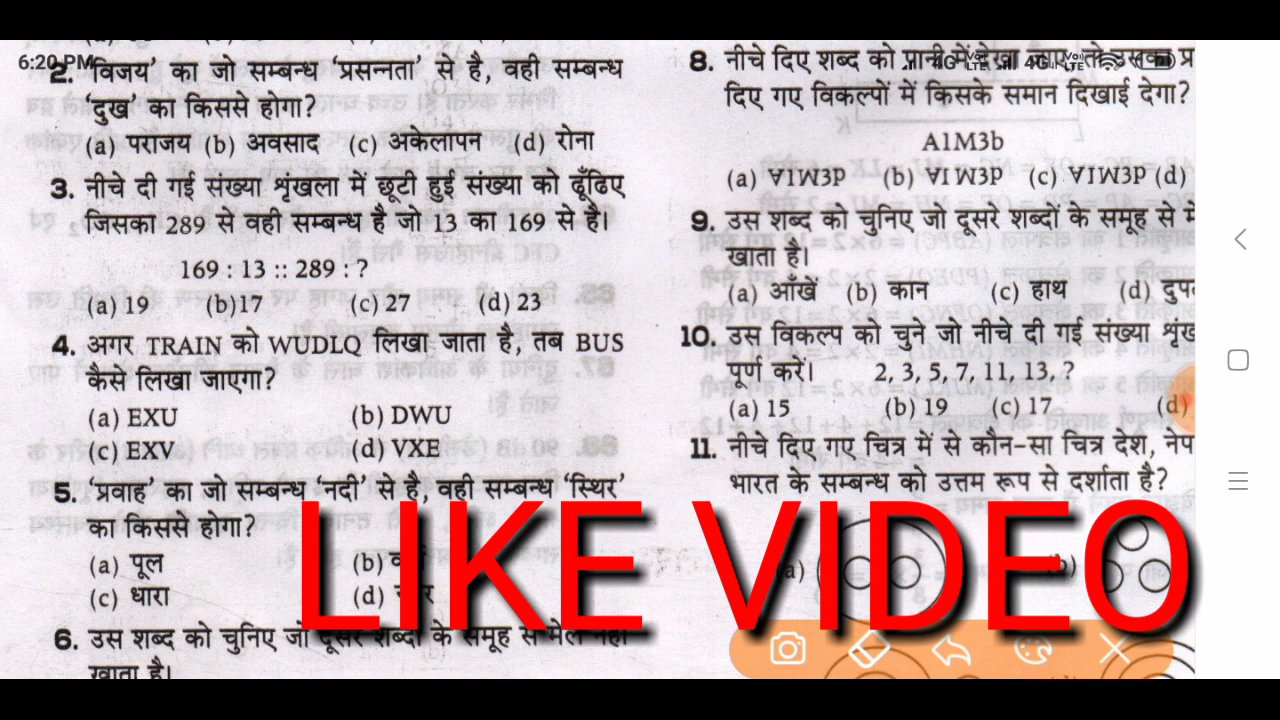 6:20 PM
2. 'विजय' का जो सम्बन्ध 'प्रसन्नता' से है, वही सम्बन्ध
'दुख' का किससे होगा?
(a) पराजय (b) अवसाद (c) अकेलापन (d) रोना
3. नीचे दी गई संख्या शृंखला में छूटी हुई संख्या को ढूँढिए
जिसका 289 से वही सम्बन्ध है जो 13 का 169 से है।
169 : 13 :: 289 : ?
(a) 19 (b) 17 (c) 27 (d) 23
4. अगर TRAIN को WUDLQ लिखा जाता है, तब BUS
कैसे लिखा जाएगा?
(a) EXU (b) DWU
(c) EXV (d) VXE
5. 'प्रवाह' का जो सम्बन्ध 'नदी' से है, वही सम्बन्ध 'स्थिर'
का किससे होगा?
(a) पूल (b)
(c) धारा (d)
6. उस शब्द को चुनिए जो दूसरे शब्दों के समूह से मेल नहीं
खाता है।
8. नीचे दिए शब्द को पानी में देखा जाए, तो उसका
दिए गए विकल्पों में किसके समान दिखाई देगा?
A1M3b
(a) ∀1W3p (b) ∀1W3p (c) ∀1W3p (d)
9. उस शब्द को चुनिए जो दूसरे शब्दों के समूह से
खाता है।
(a) आँखें (b) कान (c) हाथ (d)
10. उस विकल्प को चुने जो नीचे दी गई संख्या
पूर्ण करें। 2, 3, 5, 7, 11, 13, ?
(a) 15 (b) 19 (c) 17 (d)
11. नीचे दिए गए चित्र में से कौन-सा चित्र देश,
भारत के सम्बन्ध को उत्तम रूप से दर्शाता है?
(a) (b)
LIKE VIDEO